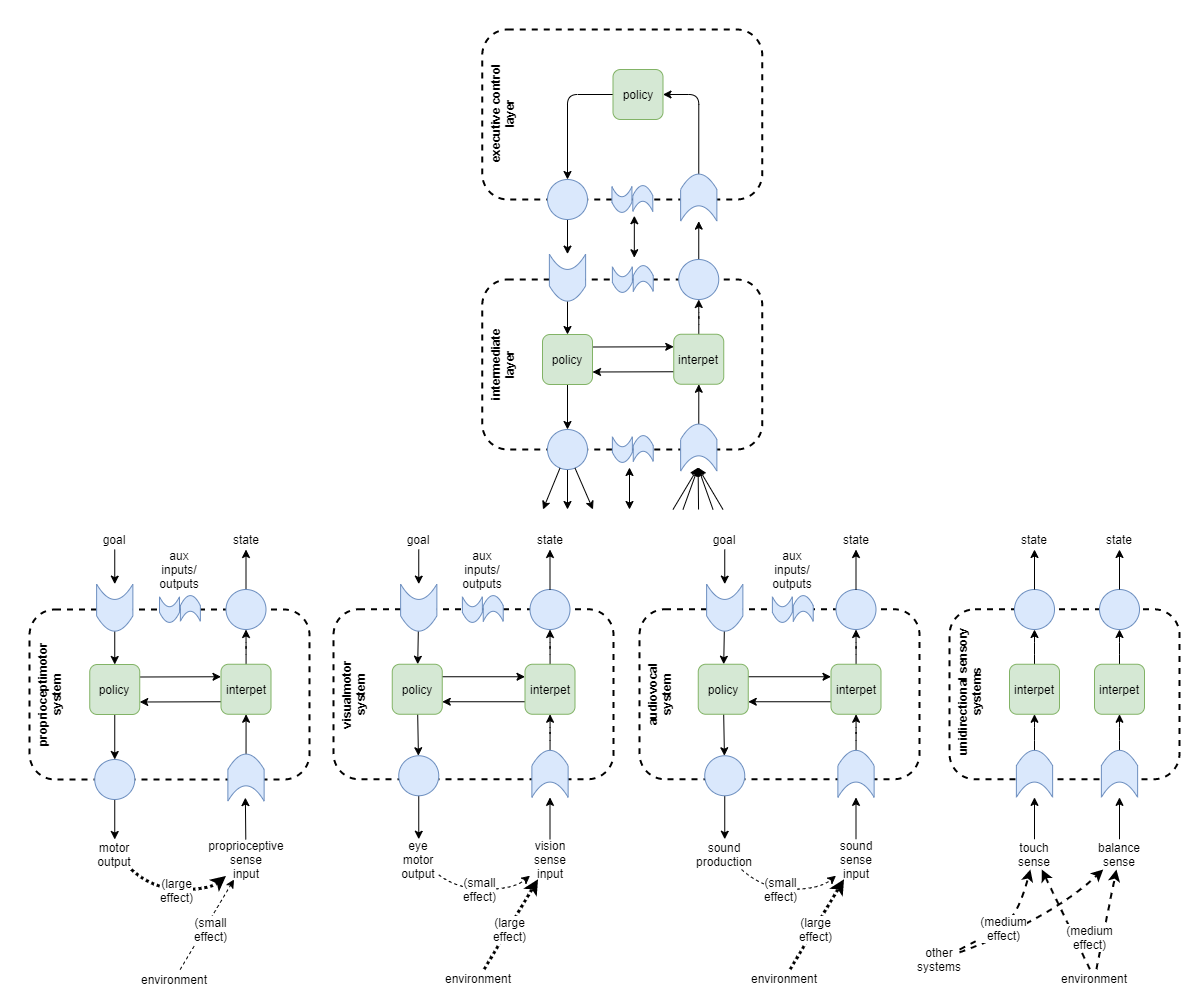 executive control
layer
policy
intermediate
layer
policy
interpet
goal
aux
inputs/
outputs
state
proprioceptimotor
system
policy
interpet
motor
output
proprioceptive
sense
input
(large
effect)
(small
effect)
environment
goal
aux
inputs/
outputs
state
visualmotor
system
policy
interpet
eye
motor
output
vision
sense
input
(small
effect)
(large
effect)
environment
goal
aux
inputs/
outputs
state
audiovocal
system
policy
interpet
sound
production
sound
sense
input
(small
effect)
(large
effect)
environment
state
state
unidirectional sensory
systems
interpet
interpet
touch
sense
balance
sense
(medium
effect)
(medium
effect)
other
systems
environment